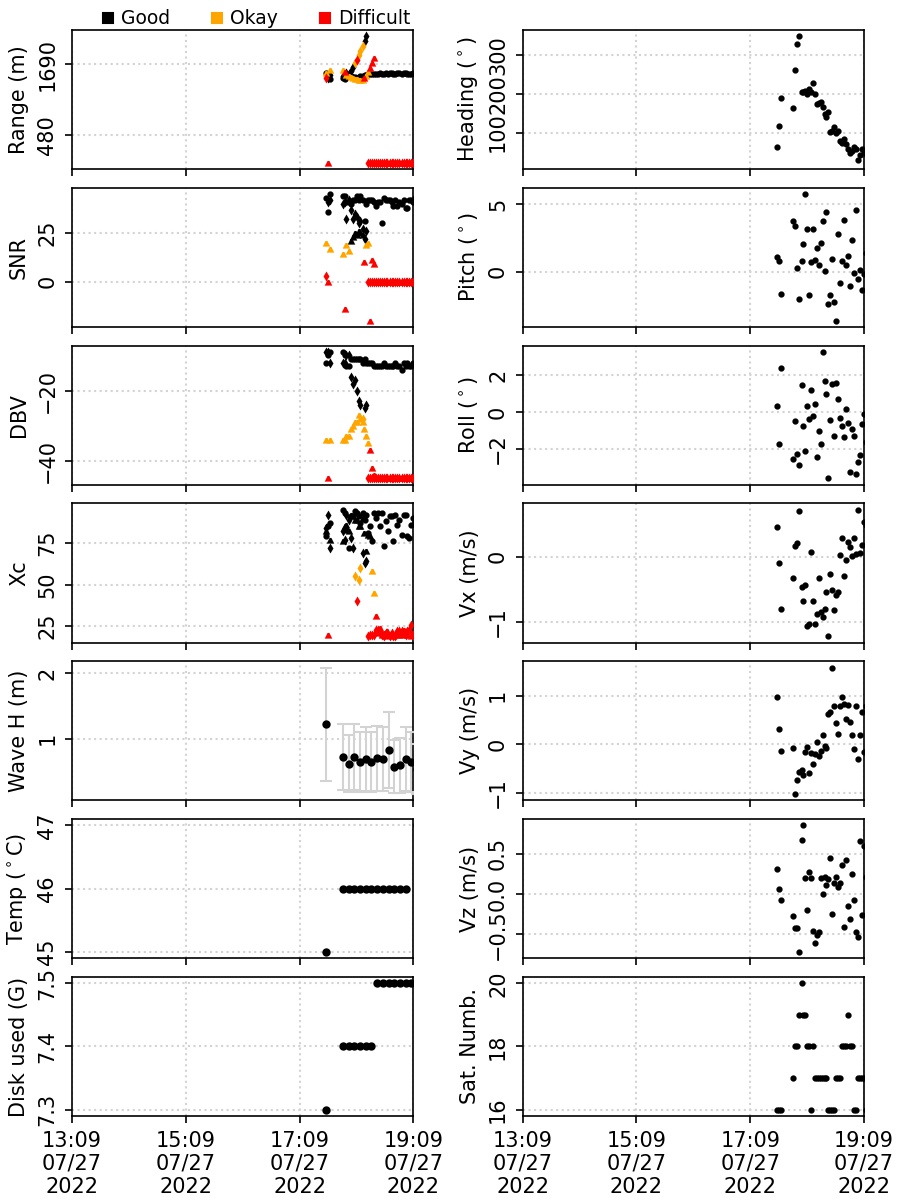 Good Okay Difficult
Range (m)
1690
480
Heading (°)
300
200
100
SNR
25
0
Pitch (°)
5
0
DBV
−20
−40
Roll (°)
2
0
−2
Xc
75
50
25
Vx (m/s)
0
−1
Wave H (m)
2
1
Vy (m/s)
1
0
−1
Temp (°C)
47
46
45
Vz (m/s)
0.5
0.0
−0.5
Disk used (G)
7.5
7.4
7.3
Sat. Numb.
20
18
16
13:09 15:09 17:09 19:09 13:09 15:09 17:09 19:09
07/27 07/27 07/27 07/27 07/27 07/27 07/27 07/27
2022 2022 2022 2022 2022 2022 2022 2022